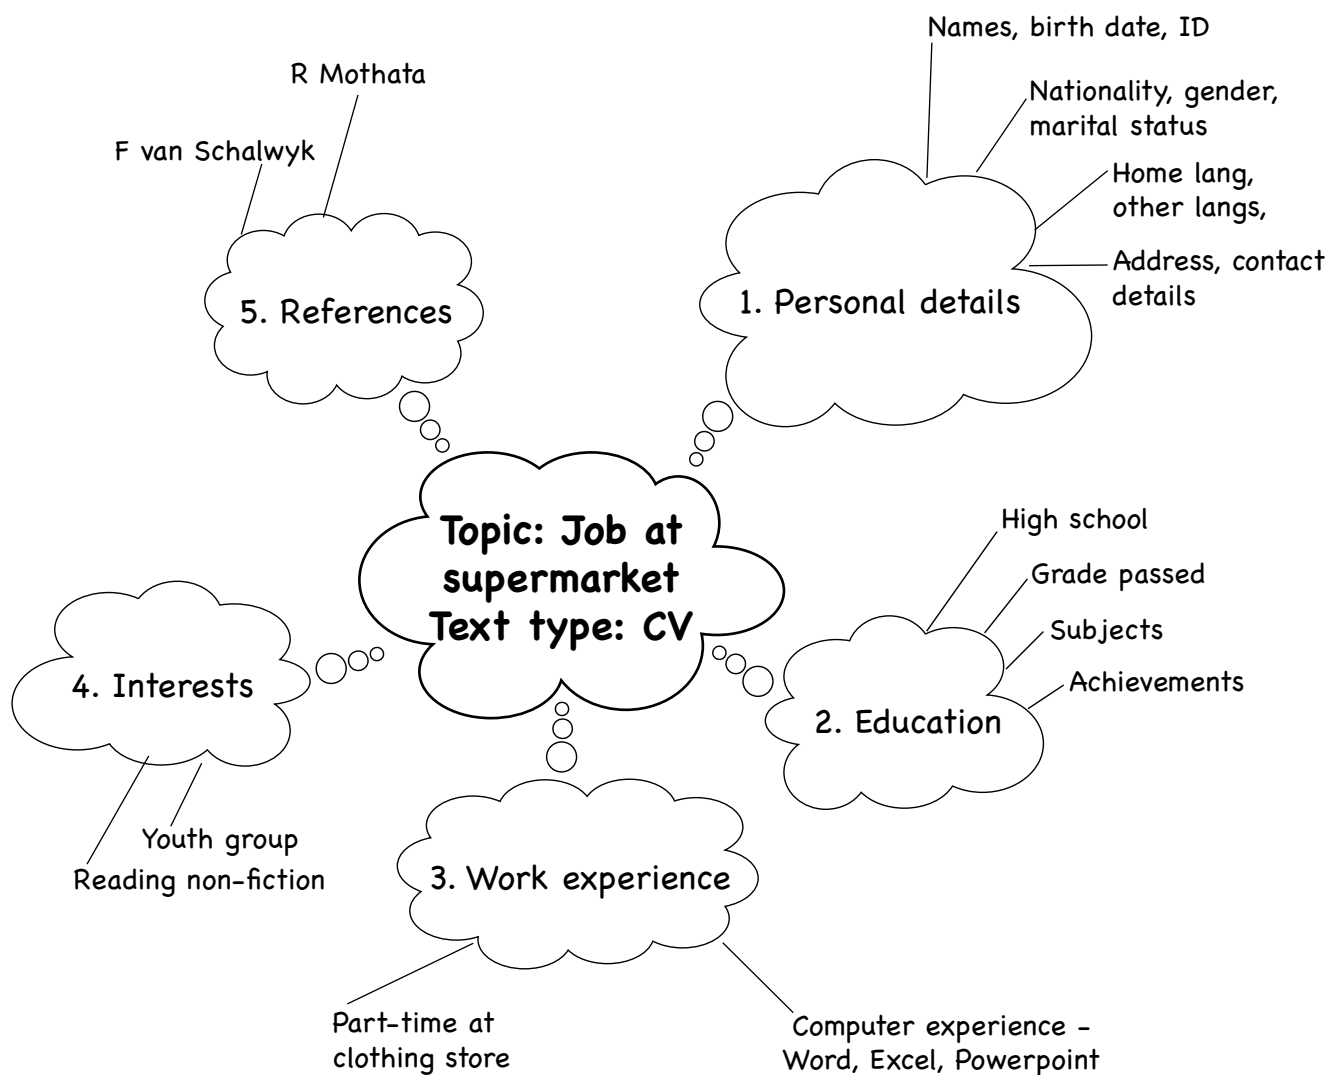 Topic: Job at
supermarket
Text type: CV
1. Personal details
Names, birth date, ID
Nationality, gender,
marital status
Home lang,
other langs,
Address, contact
details
2. Education
High school
Grade passed
Subjects
Achievements
3. Work experience
Part-time at
clothing store
Computer experience -
Word, Excel, Powerpoint
4. Interests
Youth group
Reading non-fiction
5. References
F van Schalwyk
R Mothata